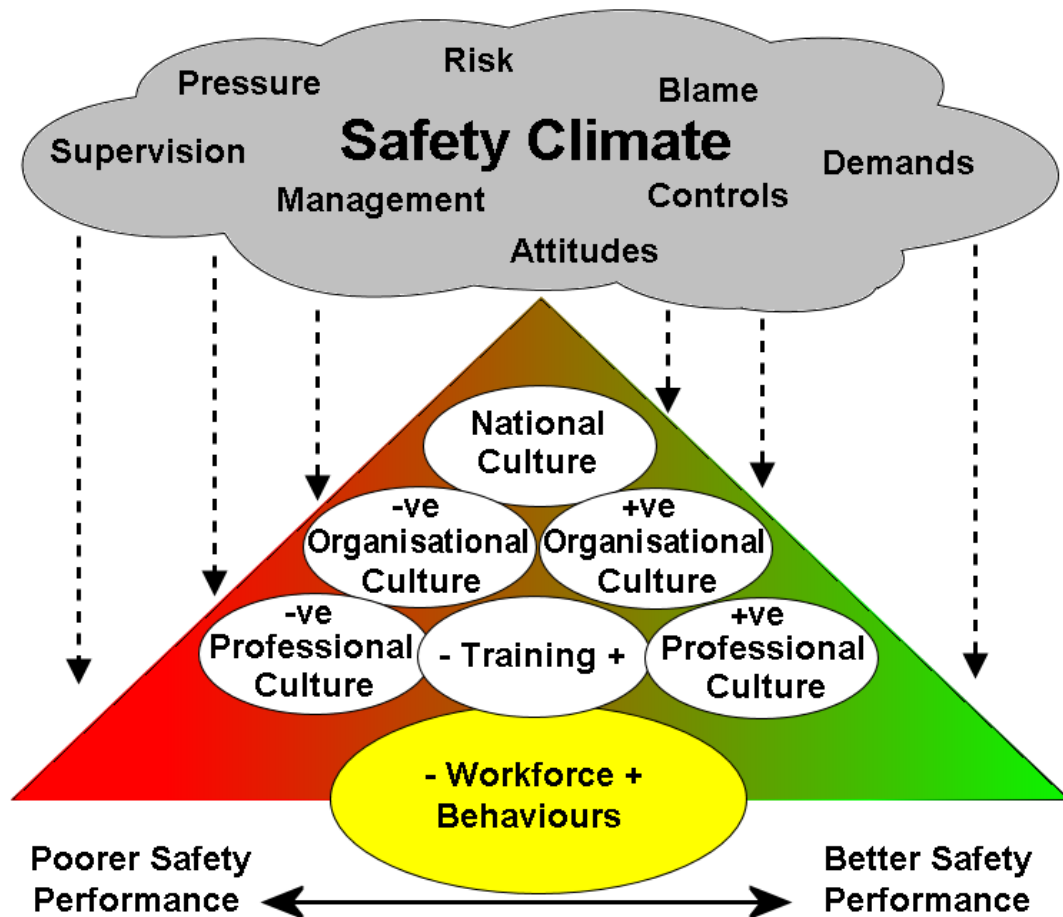 Risk
Pressure
Blame
Safety Climate
Supervision
Demands
Management
Controls
Attitudes
National
Culture
-ve
Organisational
Culture
+ve
Organisational
Culture
-ve
Professional
Culture
- Training +
+ve
Professional
Culture
- Workforce +
Behaviours
Poorer Safety
Performance
Better Safety
Performance